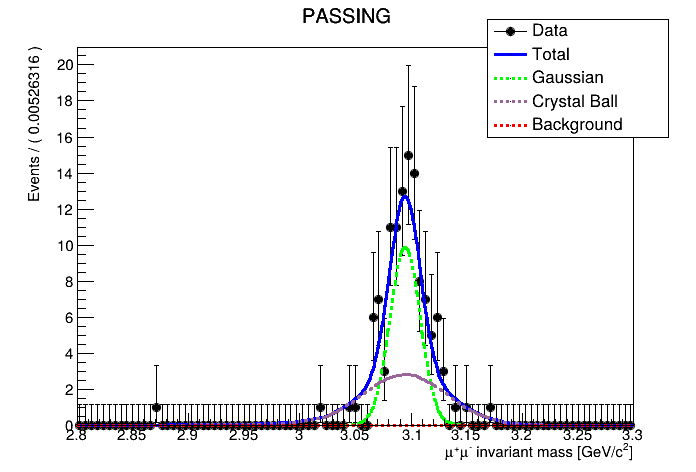 PASSING
Data
Total
Gaussian
Crystal Ball
Background
Events / ( 0.00526316 )
20
18
16
14
12
10
8
6
4
2
0
2.8 2.85 2.9 2.95 3 3.05 3.1 3.15 3.2 3.25 3.3
μ⁺μ⁻ invariant mass [GeV/c²]